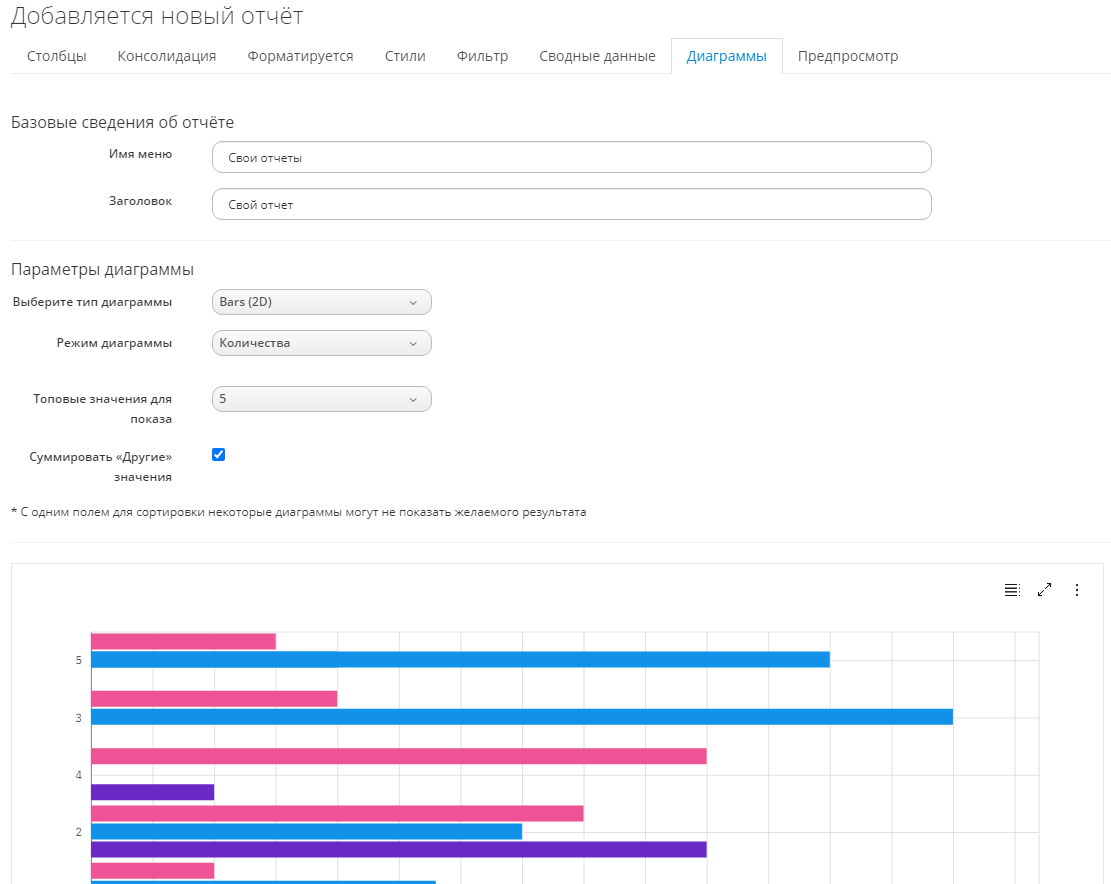 Добавляется новый отчёт
Столбцы Консолидация Форматируется Стили Фильтр Сводные данные Диаграммы Предпросмотр
Базовые сведения об отчёте
Имя меню Свои отчеты
Заголовок Свой отчет
Параметры диаграммы
Выберите тип диаграммы Bars (2D)
Режим диаграммы Количества
Топовые значения для 5
показа
Суммировать «Другие»
значения
* С одним полем для сортировки некоторые диаграммы могут не показать желаемого результата
5
3
4
2